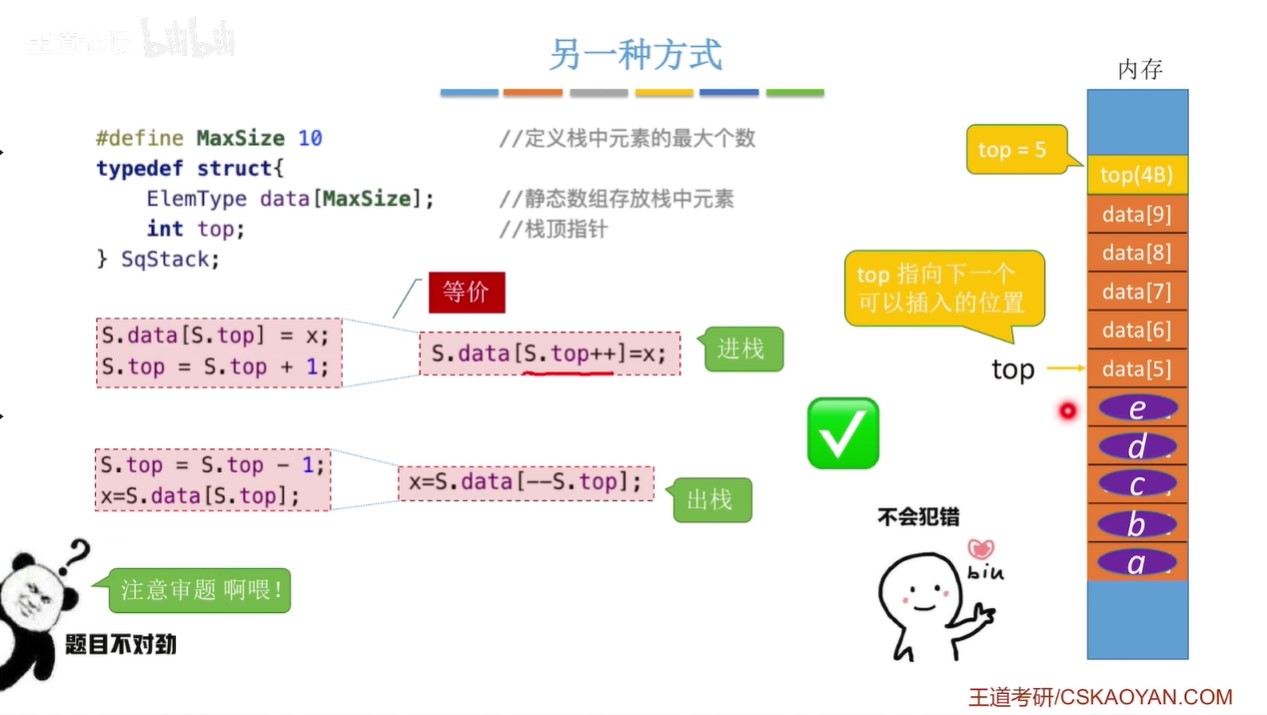 bilibili
另一种方式
#define MaxSize 10 //定义栈中元素的最大个数
typedef struct{
ElemType data[MaxSize]; //静态数组存放栈中元素
int top; //栈顶指针
} SqStack;
等价
S.data[S.top] = x;
S.top = S.top + 1;
S.data[S.top++]=x;
进栈
S.top = S.top - 1;
x=S.data[S.top];
x=S.data[--S.top];
出栈
注意审题 啊喂！
?
题目不对劲
不会犯错
biu
内存
top = 5
top(4B)
data[9]
data[8]
data[7]
data[6]
data[5]
top 指向下一个
可以插入的位置
top
e
d
c
b
a
王道考研/CSKAOYAN.COM